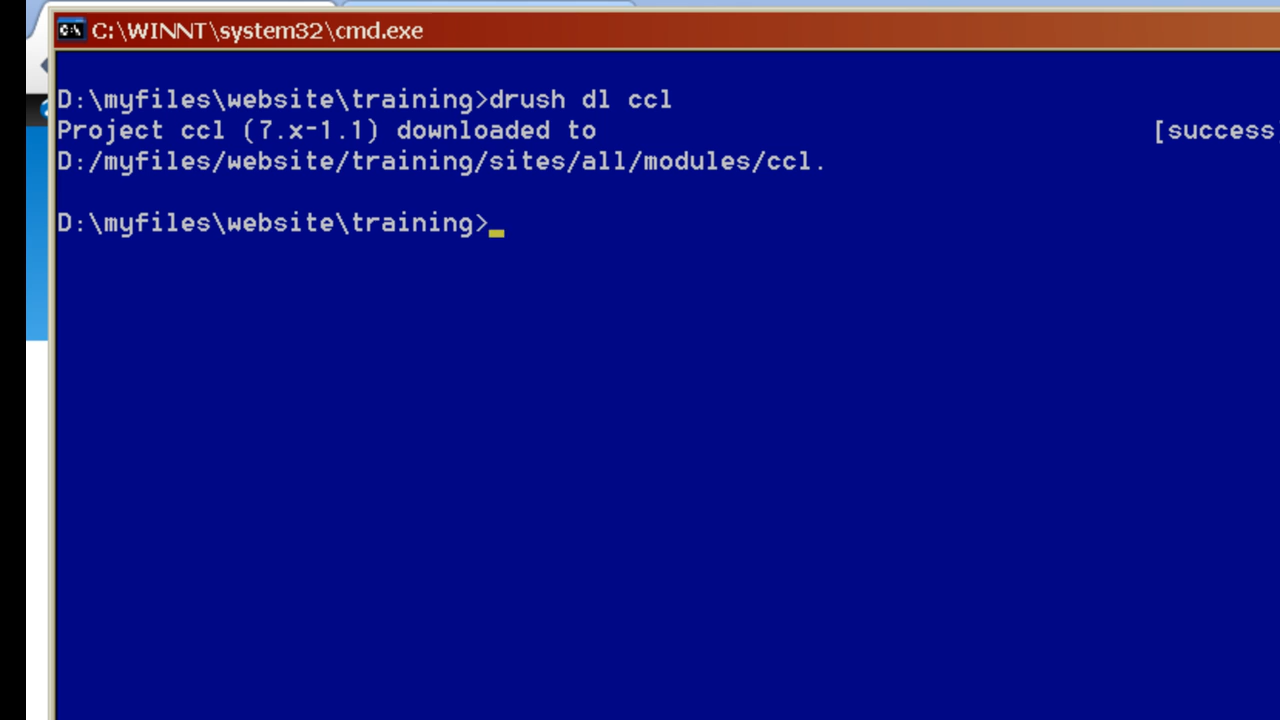 C:\WINNT\system32\cmd.exe
D:\myfiles\website\training>drush dl ccl
Project ccl (7.x-1.1) downloaded to [success
D:/myfiles/website/training/sites/all/modules/ccl.
D:\myfiles\website\training>